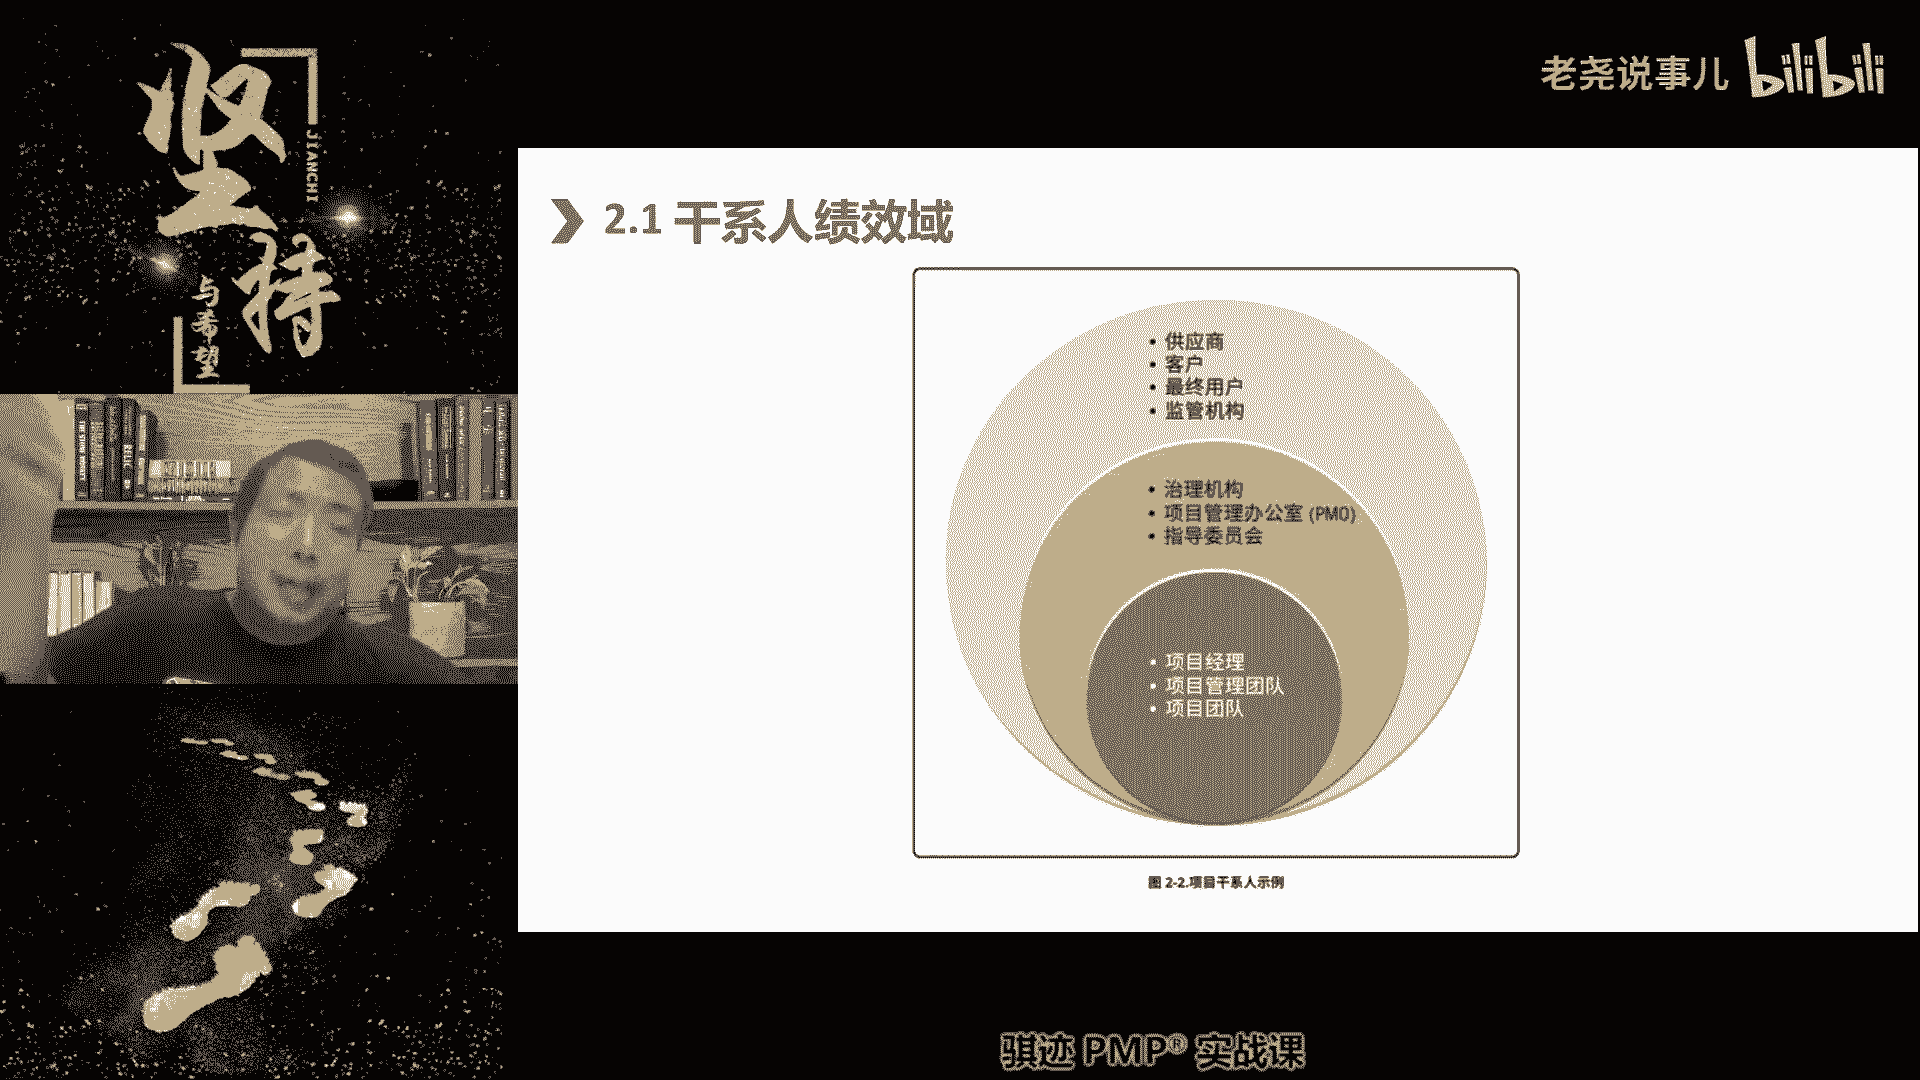 坚持
JIANCHI
与希望
老尧说事儿 bilibili
2.1 干系人绩效域
• 供应商
• 客户
• 最终用户
• 监管机构
• 治理机构
• 项目管理办公室 (PMO)
• 指导委员会
• 项目经理
• 项目管理团队
• 项目团队
图 2-2.项目干系人示例
骐迹 PMP® 实战课